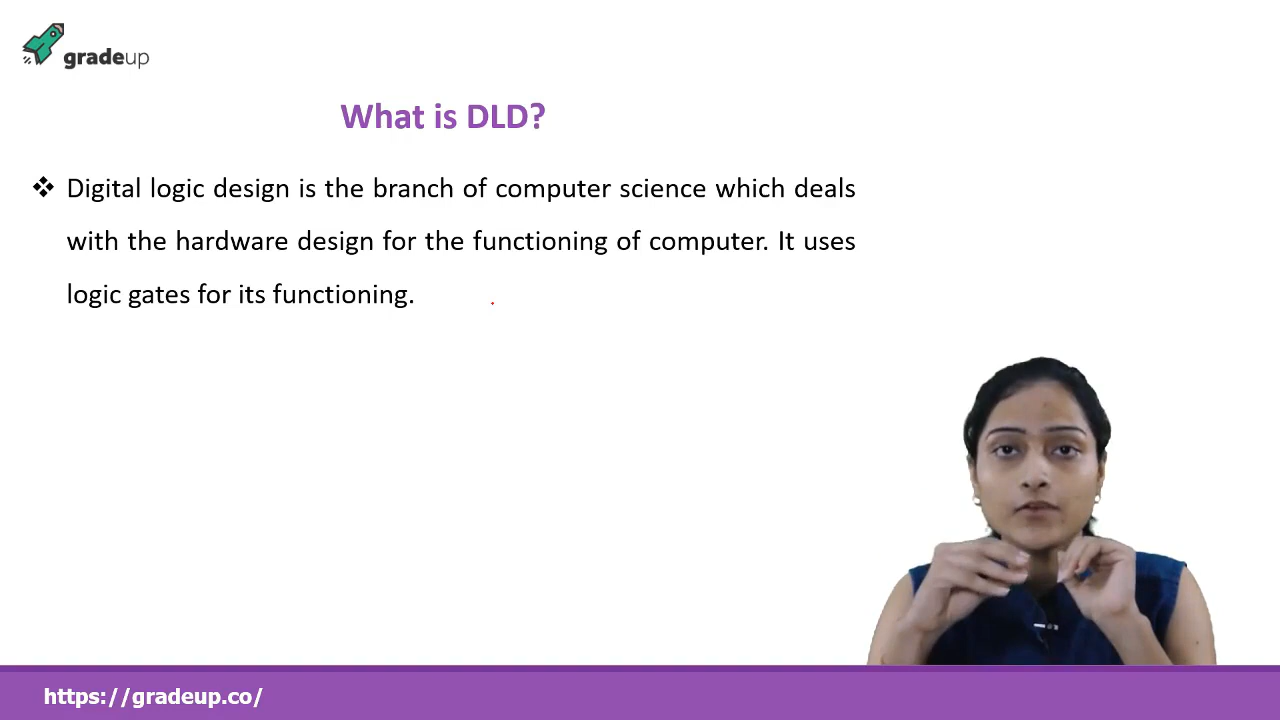 gradeup
What is DLD?
❖ Digital logic design is the branch of computer science which deals
with the hardware design for the functioning of computer. It uses
logic gates for its functioning.
https://gradeup.co/